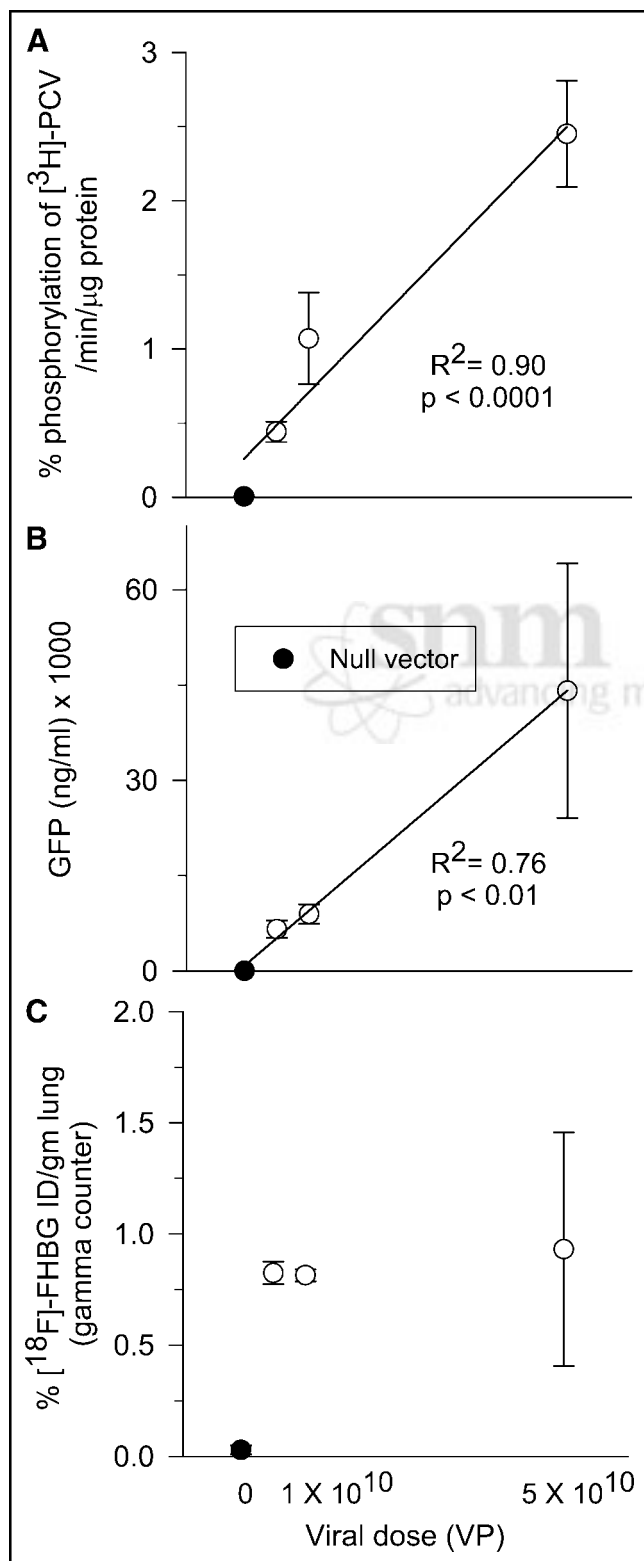 A
% phosphorylation of [³H]-PCV
/min/μg protein
3
2
1
0
R² = 0.90
p < 0.0001
B
GFP (ng/ml) x 1000
60
30
0
snm
advancing m
Null vector
R² = 0.76
p < 0.01
C
% [¹⁸F]-FHBG ID/gm lung
(gamma counter)
2.0
1.5
1.0
0.5
0.0
0 1 X 10¹⁰ 5 X 10¹⁰
Viral dose (VP)